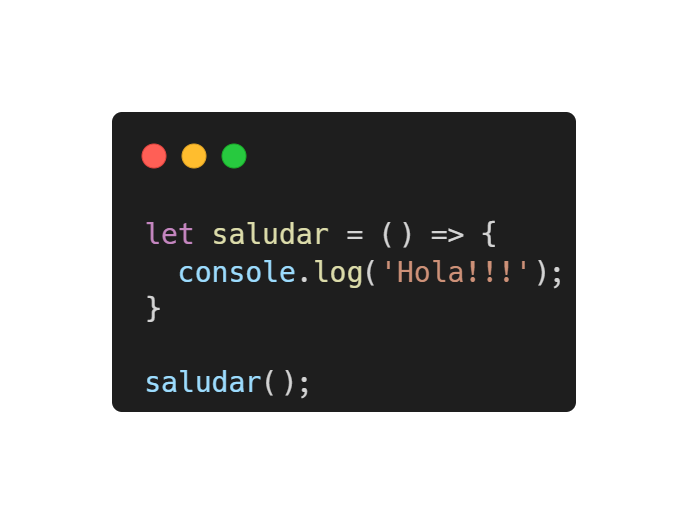 let saludar = () => {
  console.log('Hola!!!');
}

saludar();